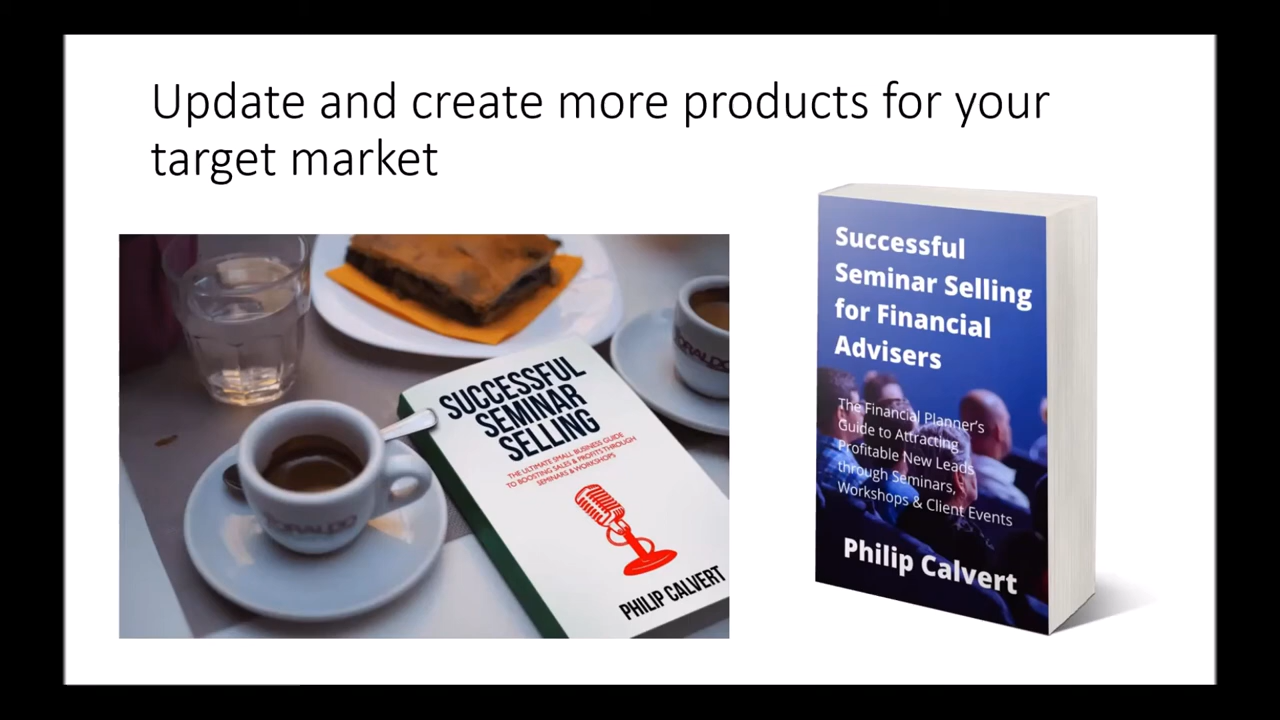 Update and create more products for your
target market
SUCCESSFUL
SEMINAR
SELLING
THE ULTIMATE SMALL BUSINESS GUIDE
TO BOOSTING SALES & PROFITS THROUGH
SEMINARS & WORKSHOPS
PHILIP CALVERT
Successful
Seminar Selling
for Financial
Advisers
The Financial Planner's
Guide to Attracting
Profitable New Leads
through Seminars,
Workshops & Client Events
Philip Calvert